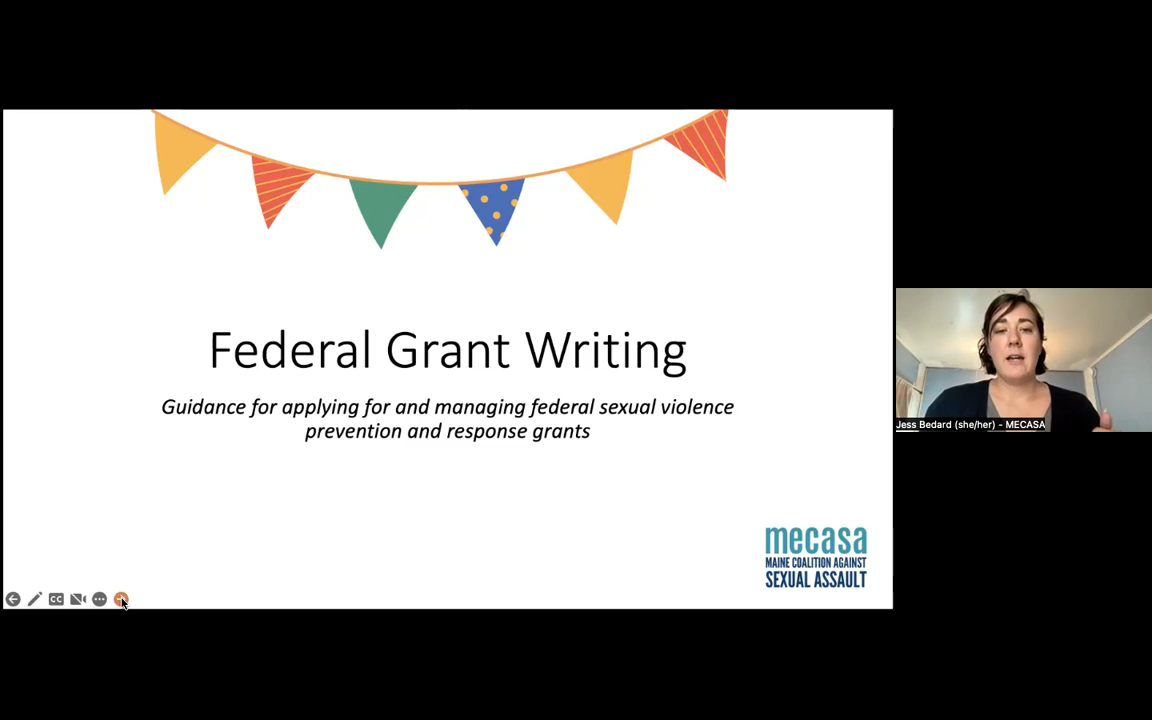 Federal Grant Writing
Guidance for applying for and managing federal sexual violence
prevention and response grants
mecasa
MAINE COALITION AGAINST
SEXUAL ASSAULT
CC
Jess Bedard (she/her) - MECASA